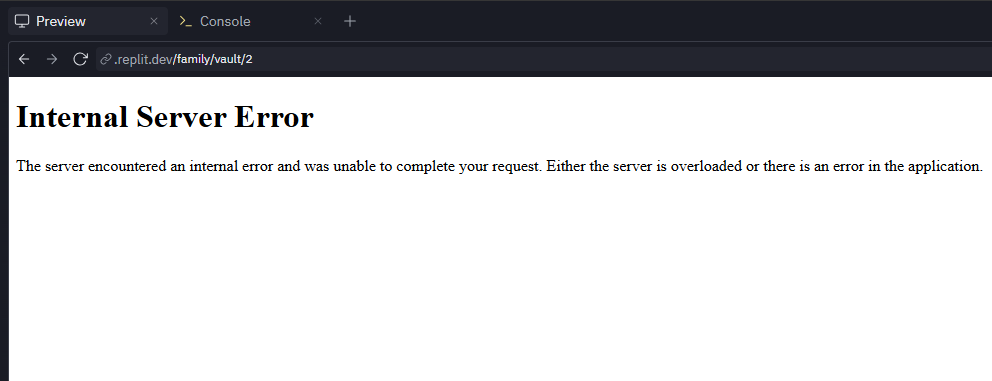 Preview
Console
.replit.dev/family/vault/2
Internal Server Error
The server encountered an internal error and was unable to complete your request. Either the server is overloaded or there is an error in the application.